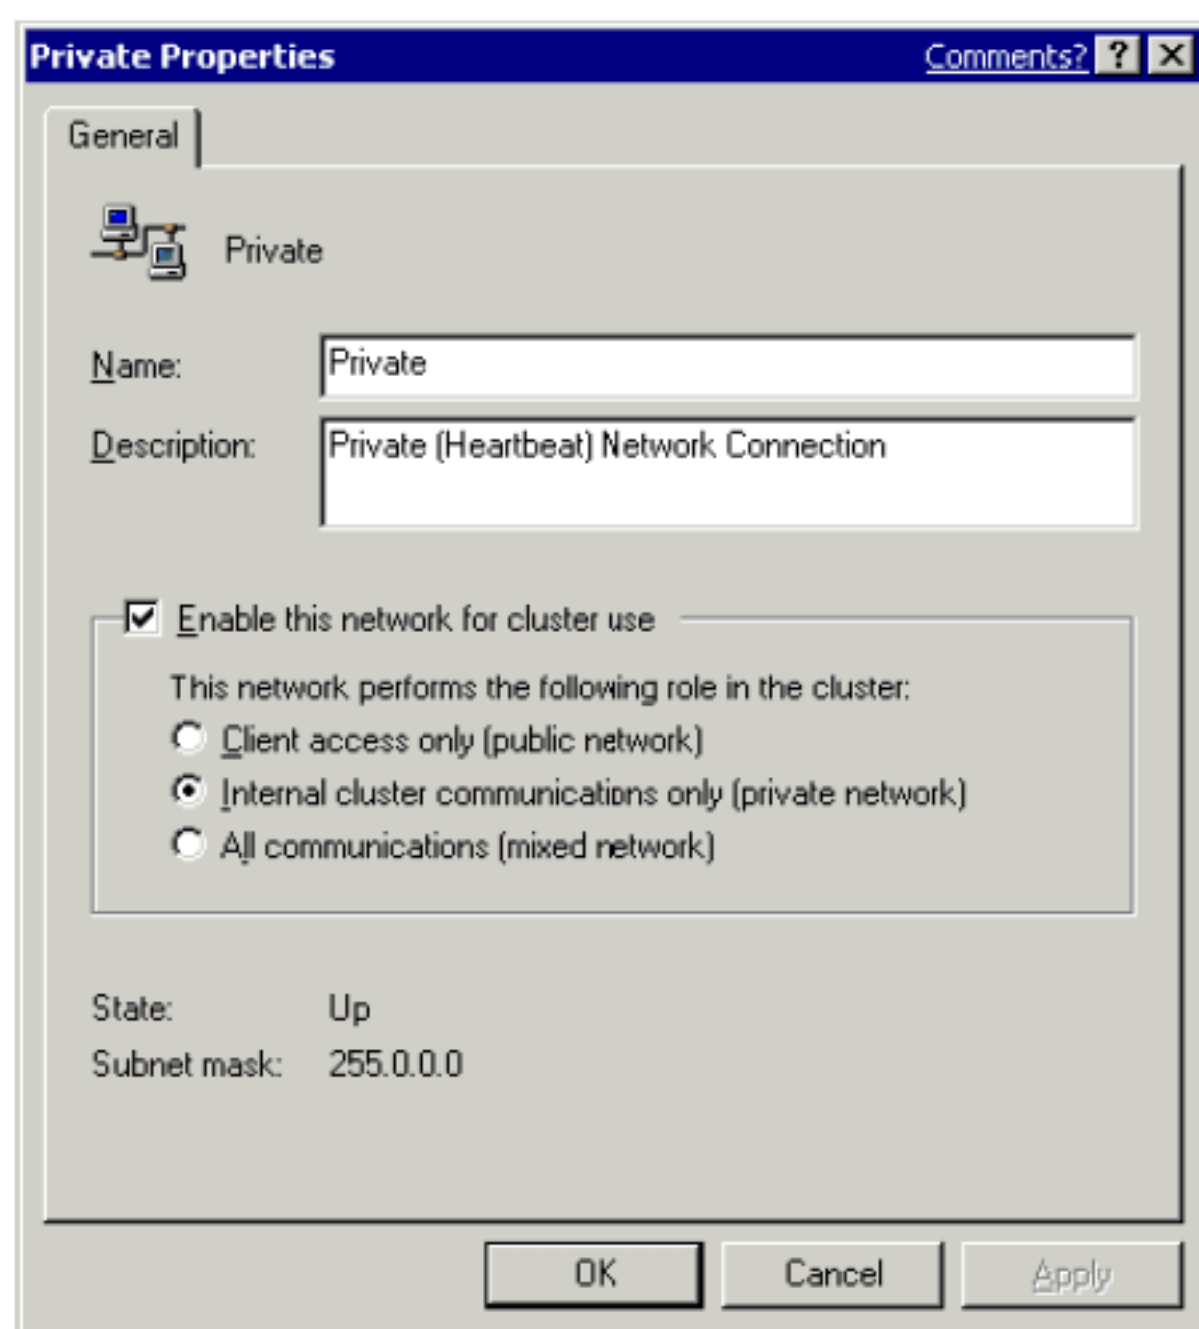 Private Properties Comments? ?
General
Private
Name: Private
Description: Private (Heartbeat) Network Connection
Enable this network for cluster use
This network performs the following role in the cluster:
Client access only (public network)
Internal cluster communications only (private network)
All communications (mixed network)
State: Up
Subnet mask: 255.0.0.0
OK Cancel Apply